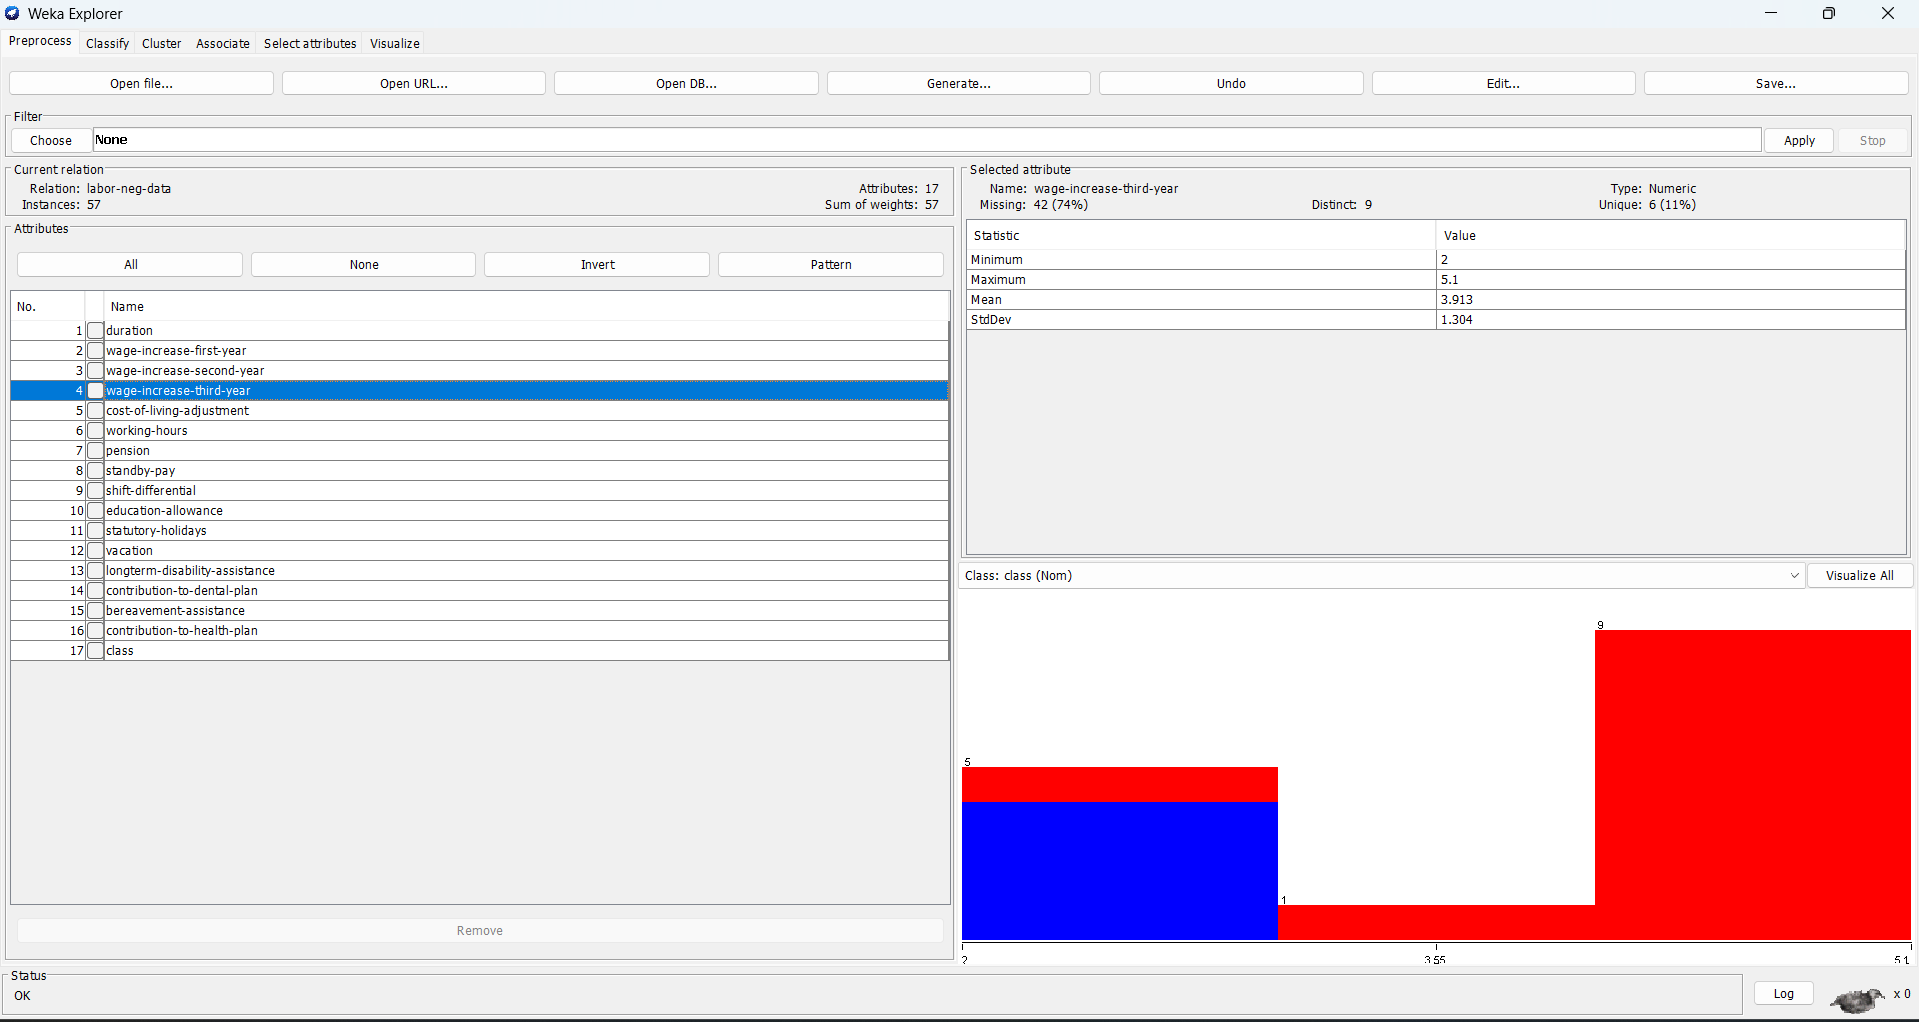 Weka Explorer
Preprocess Classify Cluster Associate Select attributes Visualize
Open file... Open URL... Open DB... Generate... Undo Edit... Save...
Filter
Choose None Apply Stop
Current relation
Relation: labor-neg-data Attributes: 17
Instances: 57 Sum of weights: 57
Attributes
All None Invert Pattern
No. Name
1 duration
2 wage-increase-first-year
3 wage-increase-second-year
4 wage-increase-third-year
5 cost-of-living-adjustment
6 working-hours
7 pension
8 standby-pay
9 shift-differential
10 education-allowance
11 statutory-holidays
12 vacation
13 longterm-disability-assistance
14 contribution-to-dental-plan
15 bereavement-assistance
16 contribution-to-health-plan
17 class
Remove
Selected attribute
Name: wage-increase-third-year Type: Numeric
Missing: 42 (74%) Distinct: 9 Unique: 6 (11%)
Statistic Value
Minimum 2
Maximum 5.1
Mean 3.913
StdDev 1.304
Class: class (Nom) Visualize All
9
5
1
2 3.55 5.1
Status
OK
Log x 0